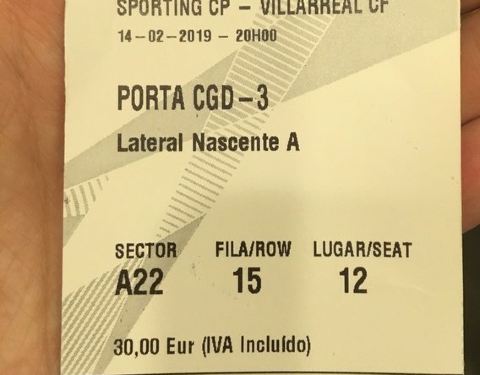 SPORTING CP – VILLARREAL CF
14-02-2019 - 20H00
PORTA CGD-3
Lateral Nascente A
SECTOR FILA/ROW LUGAR/SEAT
A22 15 12
30,00 Eur (IVA Incluído)